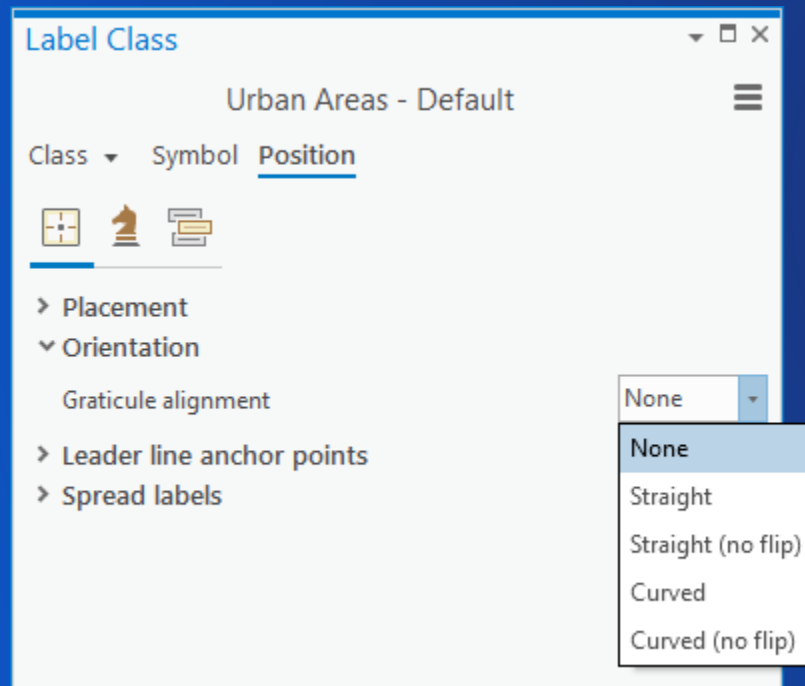 Label Class
Urban Areas - Default
Class Symbol Position
Placement
Orientation
Graticule alignment None
None
Straight
Straight (no flip)
Curved
Curved (no flip)
Leader line anchor points
Spread labels